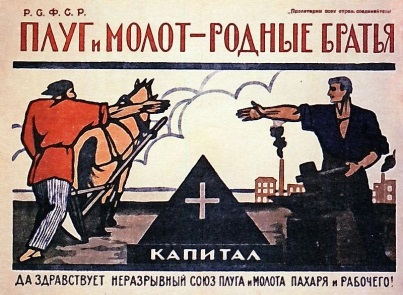 Р. С. Ф. С. Р.
„Пролетарии всех стран, соединяйтесь!
ПЛУГ и МОЛОТ–РОДНЫЕ БРАТЬЯ
КАПИТАЛ
ДА ЗДРАВСТВУЕТ НЕРАЗРЫВНЫЙ СОЮЗ ПЛУГА и МОЛОТА ПАХАРЯ И РАБОЧЕГО!